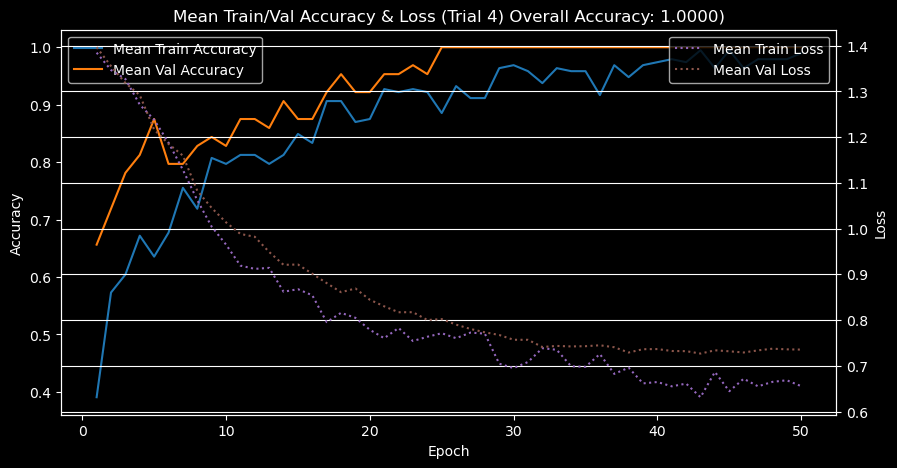 Mean Train/Val Accuracy & Loss (Trial 4) Overall Accuracy: 1.0000)
Mean Train Accuracy
Mean Val Accuracy
Mean Train Loss
Mean Val Loss
Accuracy
1.0
0.9
0.8
0.7
0.6
0.5
0.4
1.4
1.3
1.2
1.1
1.0
0.9
0.8
0.7
0.6
Loss
0 10 20 30 40 50
Epoch